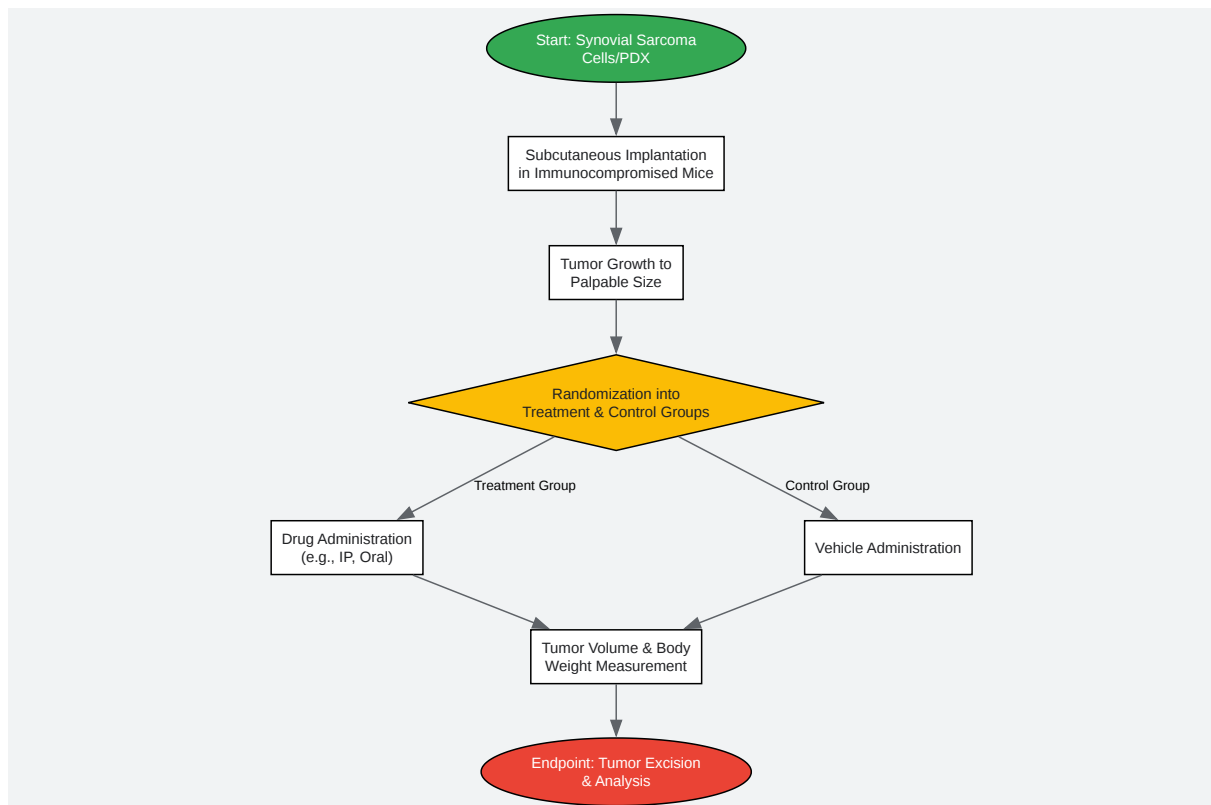 Start: Synovial Sarcoma
Cells/PDX
Subcutaneous Implantation
in Immunocompromised Mice
Tumor Growth to
Palpable Size
Randomization into
Treatment & Control Groups
Treatment Group
Control Group
Drug Administration
(e.g., IP, Oral)
Vehicle Administration
Tumor Volume & Body
Weight Measurement
Endpoint: Tumor Excision
& Analysis